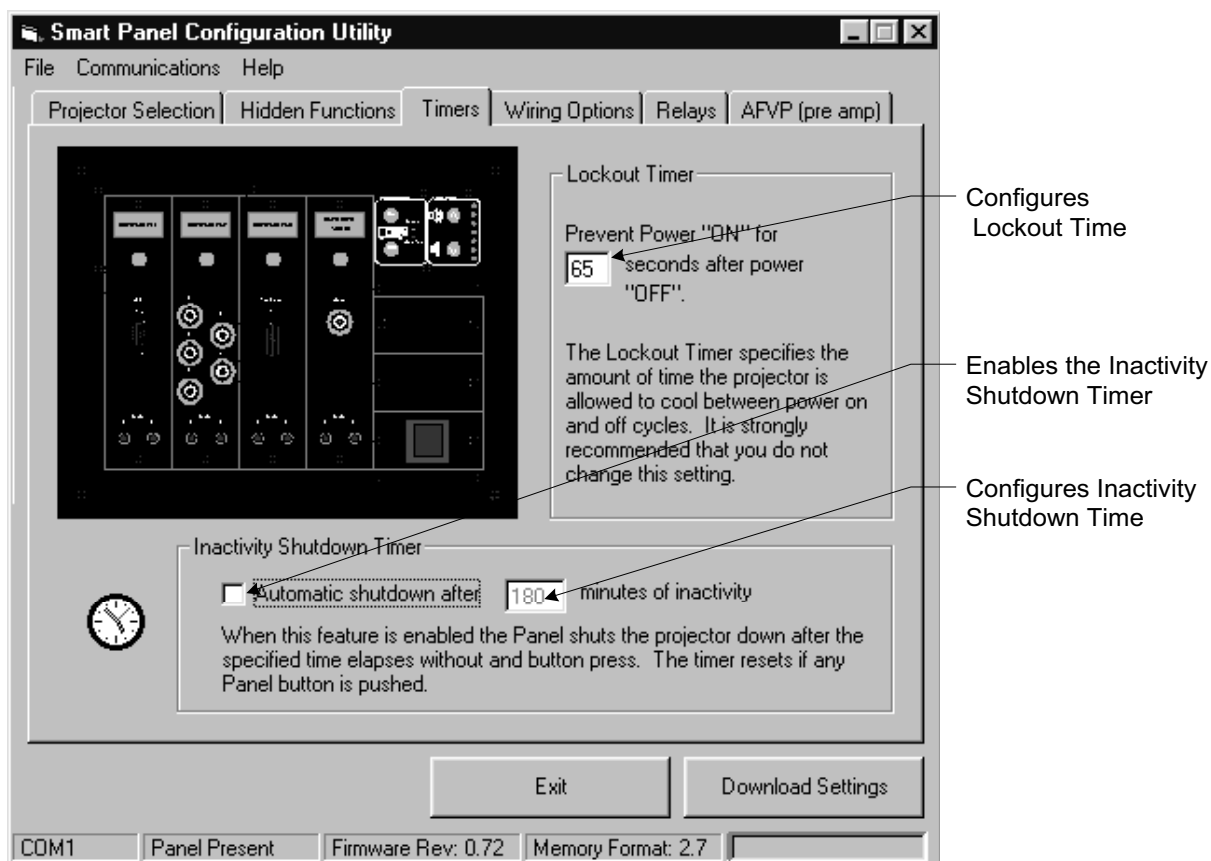 Smart Panel Configuration Utility
File Communications Help
Projector Selection Hidden Functions Timers Wiring Options Relays AFVP (pre amp)
Lockout Timer
Prevent Power "ON" for
65 seconds after power
"OFF".
The Lockout Timer specifies the
amount of time the projector is
allowed to cool between power on
and off cycles. It is strongly
recommended that you do not
change this setting.
Configures
Lockout Time
Enables the Inactivity
Shutdown Timer
Configures Inactivity
Shutdown Time
Inactivity Shutdown Timer
Automatic shutdown after 180 minutes of inactivity
When this feature is enabled the Panel shuts the projector down after the
specified time elapses without and button press. The timer resets if any
Panel button is pushed.
Exit Download Settings
COM1 Panel Present Firmware Rev: 0.72 Memory Format: 2.7